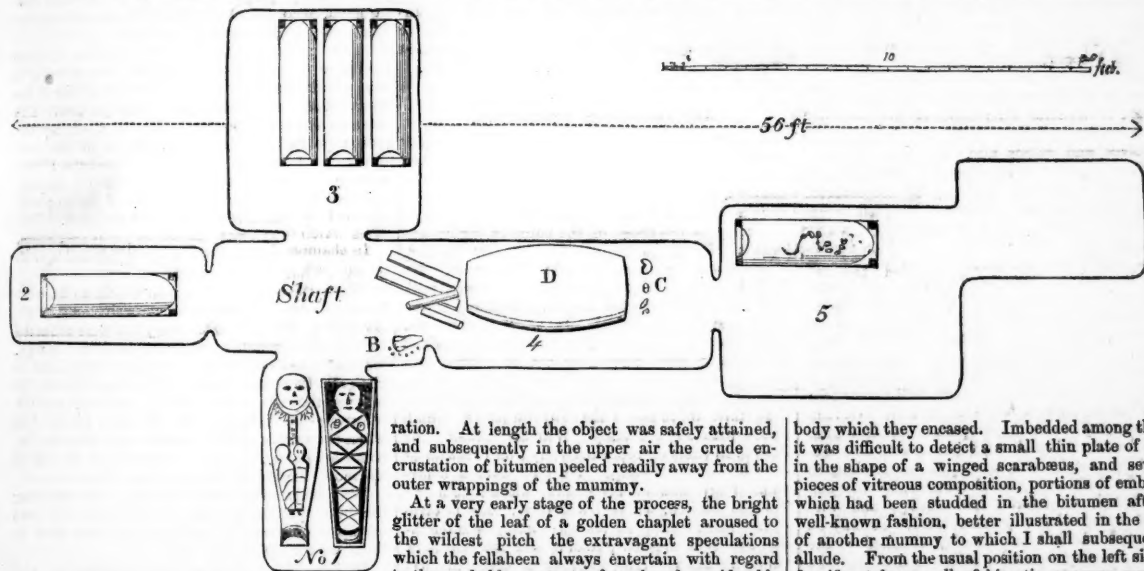 10
feet.
56 ft
3
2
Shaft
D
C
B
4
5
No 1
ration. At length the object was safely attained,
and subsequently in the upper air the crude en-
crustation of bitumen peeled readily away from the
outer wrappings of the mummy.
At a very early stage of the process, the bright
glitter of the leaf of a golden chaplet aroused to
the wildest pitch the extravagant speculations
which the fellaheen always entertain with regard
body which they encased. Imbedded among
it was difficult to detect a small thin plate of
in the shape of a winged scarabæus, and
pieces of vitreous composition, portions of
which had been studded in the bitumen
well-known fashion, better illustrated in the
of another mummy to which I shall
allude. From the usual position on the left